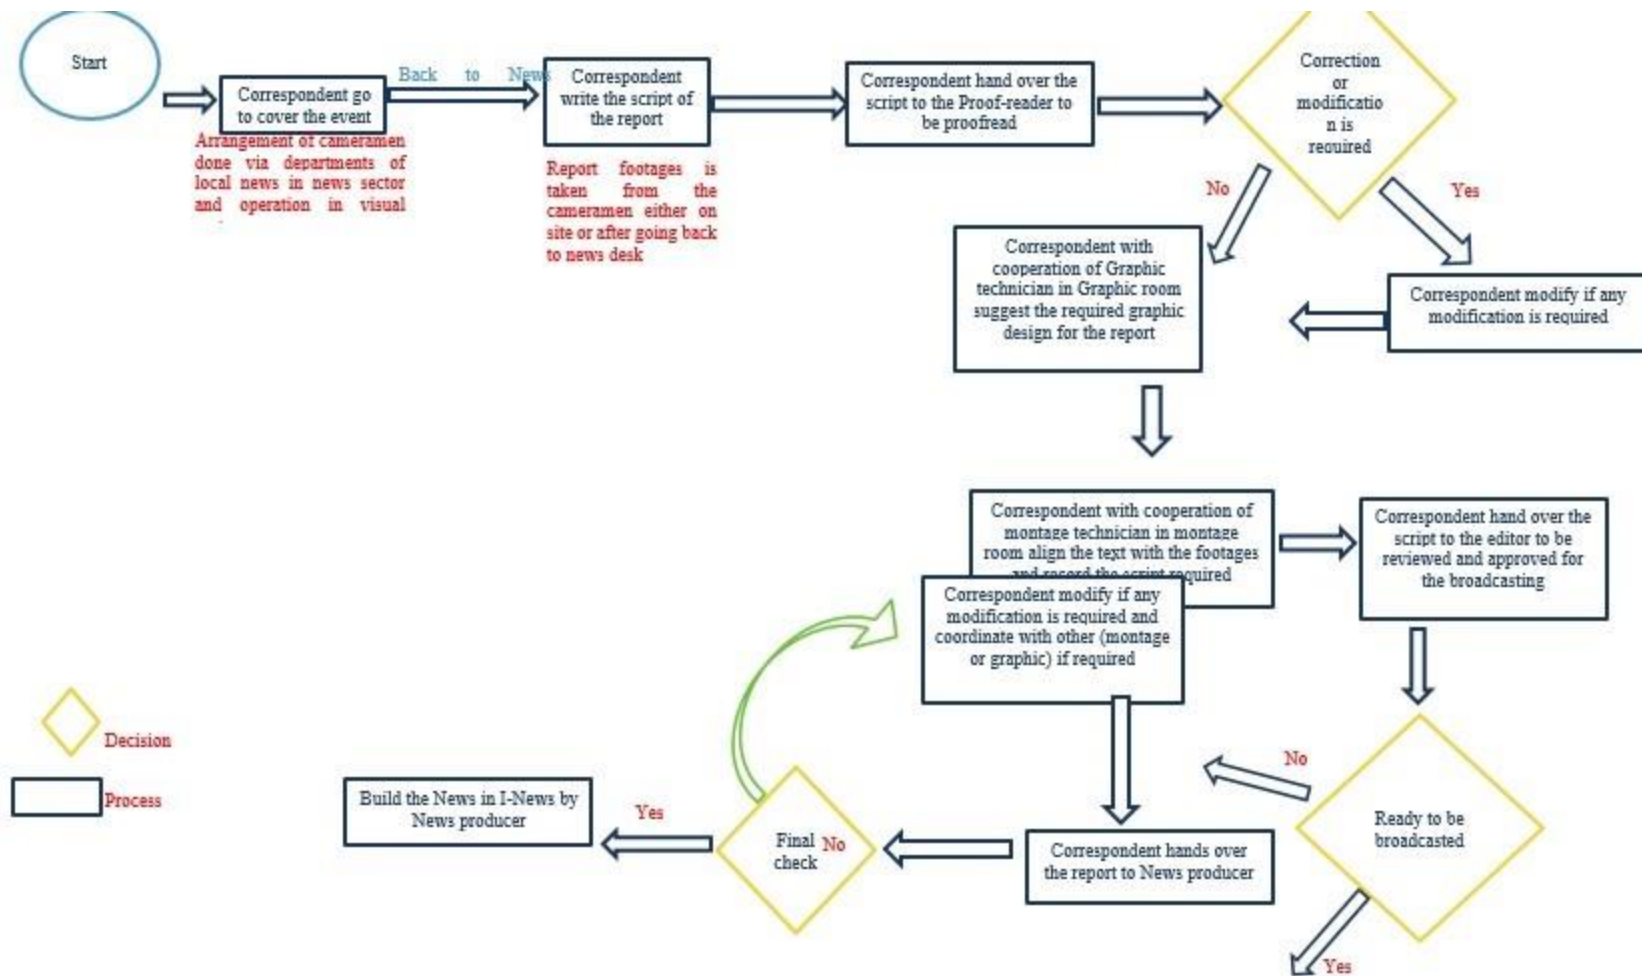 Start
Correspondent go
to cover the event
Arrangement of cameramen
done via departments of
local news in news sector
and operation in visual
Back to News
Correspondent
write the script of
the report
Report footages is
taken from the
cameramen either on
site or after going back
to news desk
Correspondent hand over the
script to the Proof-reader to
be proofread
Correction
or
modificatio
n is
required
No
Yes
Correspondent with
cooperation of Graphic
technician in Graphic room
suggest the required graphic
design for the report
Correspondent modify if any
modification is required
Correspondent with cooperation of
montage technician in montage
room align the text with the footages
and record the script required
Correspondent hand over the
script to the editor to be
reviewed and approved for
the broadcasting
Correspondent modify if any
modification is required and
coordinate with other (montage
or graphic) if required
No
Ready to be
broadcasted
Yes
Correspondent hands over
the report to News producer
Final
check
No
Yes
Build the News in I-News by
News producer
Decision
Process